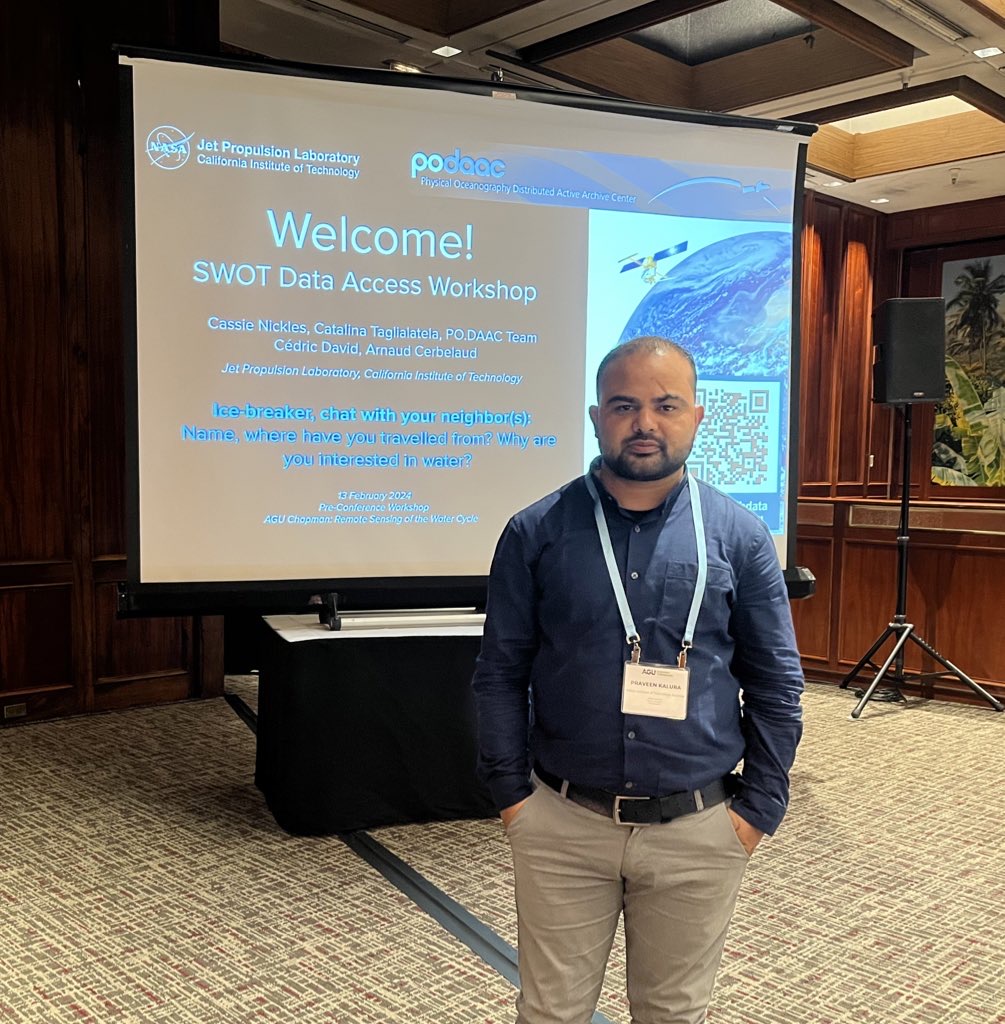 NASA
Jet Propulsion Laboratory
California Institute of Technology
podaac
Physical Oceanography Distributed Active Archive Center
Welcome!
SWOT Data Access Workshop
Cassie Nickles, Catalina Taglialatela, PO.DAAC Team
Cédric David, Arnaud Cerbelaud
Jet Propulsion Laboratory, California Institute of Technology
Ice-breaker, chat with your neighbor(s):
Name, where have you travelled from? Why are
you interested in water?
13 February 2024
Pre-Conference Workshop
AGU Chapman: Remote Sensing of the Water Cycle
AGU
PRAVEEN KALURA